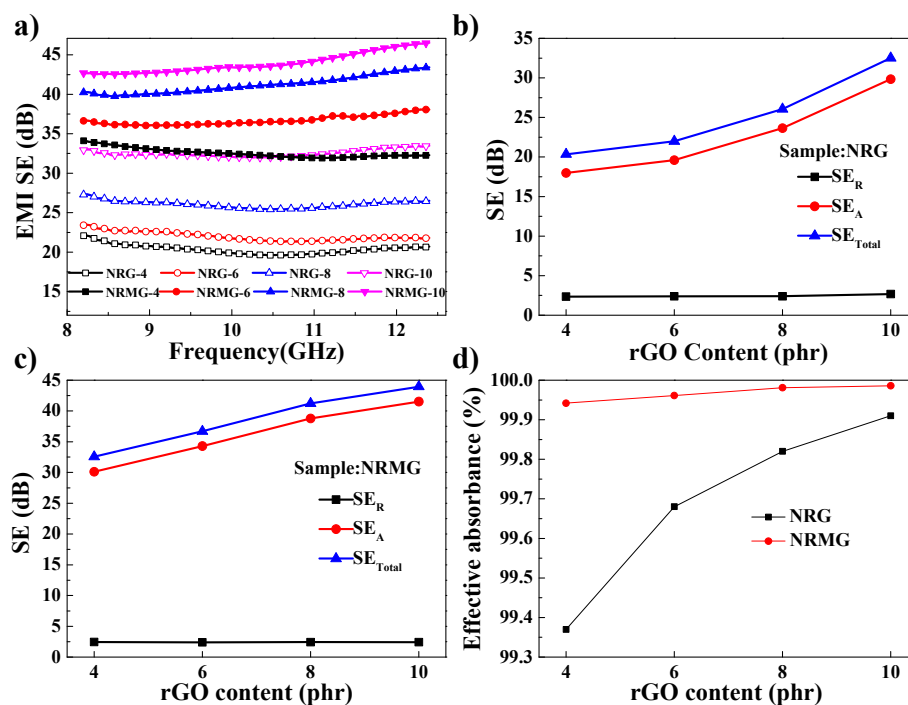 a)
EMI SE (dB)
45
40
35
30
25
20
15
NRG-4 NRG-6 NRG-8 NRG-10
NRMG-4 NRMG-6 NRMG-8 NRMG-10
8 9 10 11 12
Frequency(GHz)
b)
SE (dB)
35
30
25
20
15
10
5
0
Sample:NRG
SER
SEA
SETotal
4 6 8 10
rGO Content (phr)
c)
SE (dB)
45
40
35
30
25
20
15
10
5
0
Sample:NRMG
SER
SEA
SETotal
4 6 8 10
rGO content (phr)
d)
Effective absorbance (%)
100.0
99.9
99.8
99.7
99.6
99.5
99.4
99.3
NRG
NRMG
4 6 8 10
rGO content (phr)